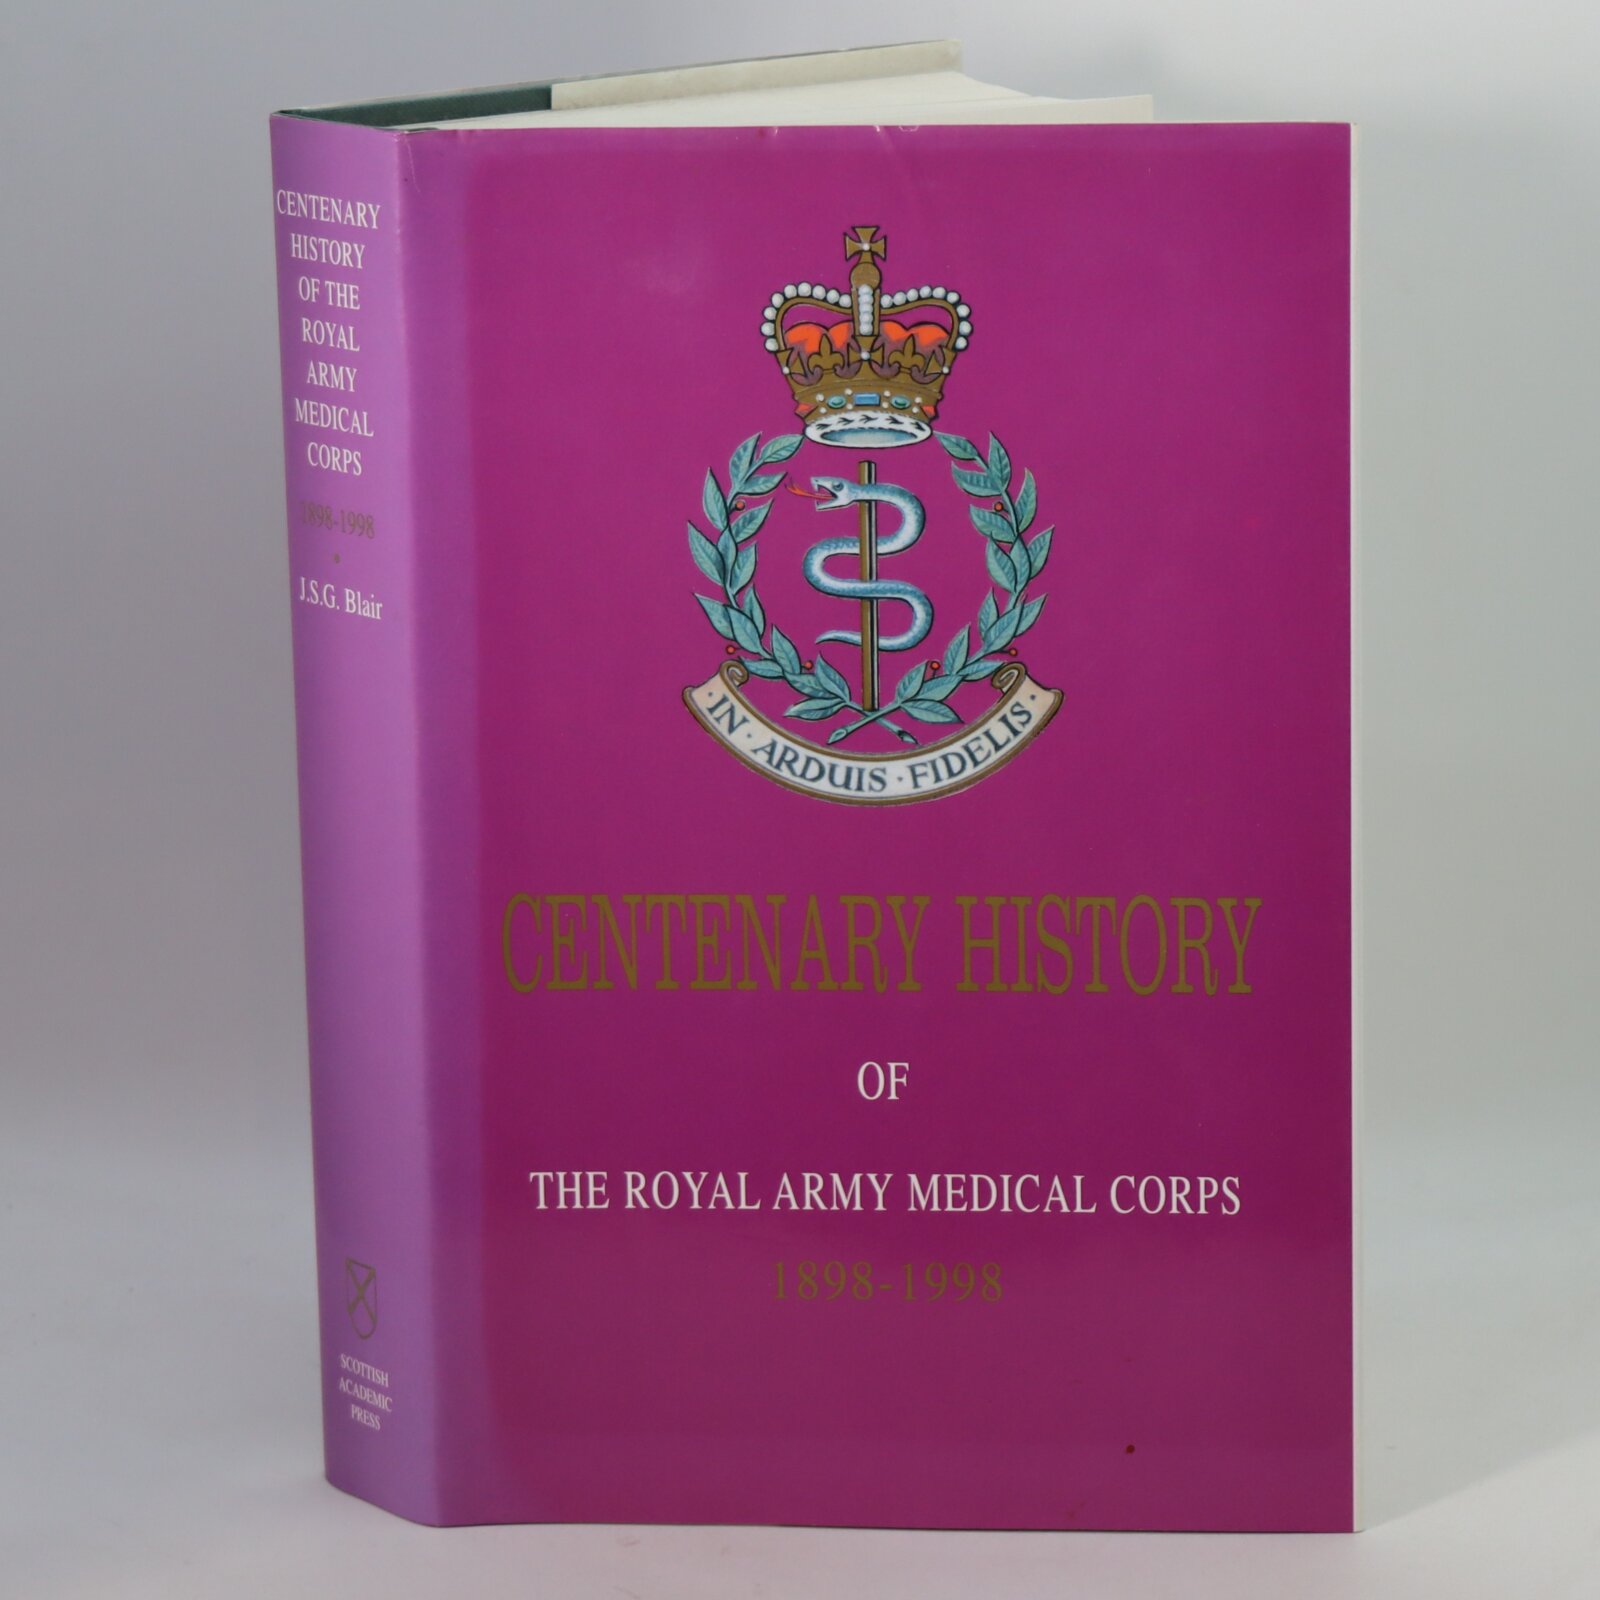 CENTENARY
HISTORY
OF THE
ROYAL
ARMY
MEDICAL
CORPS
1898-1998
J.S.G. Blair
SCOTTISH
ACADEMIC
PRESS
· IN · ARDUIS · FIDELIS ·
CENTENARY HISTORY
OF
THE ROYAL ARMY MEDICAL CORPS
1898-1998